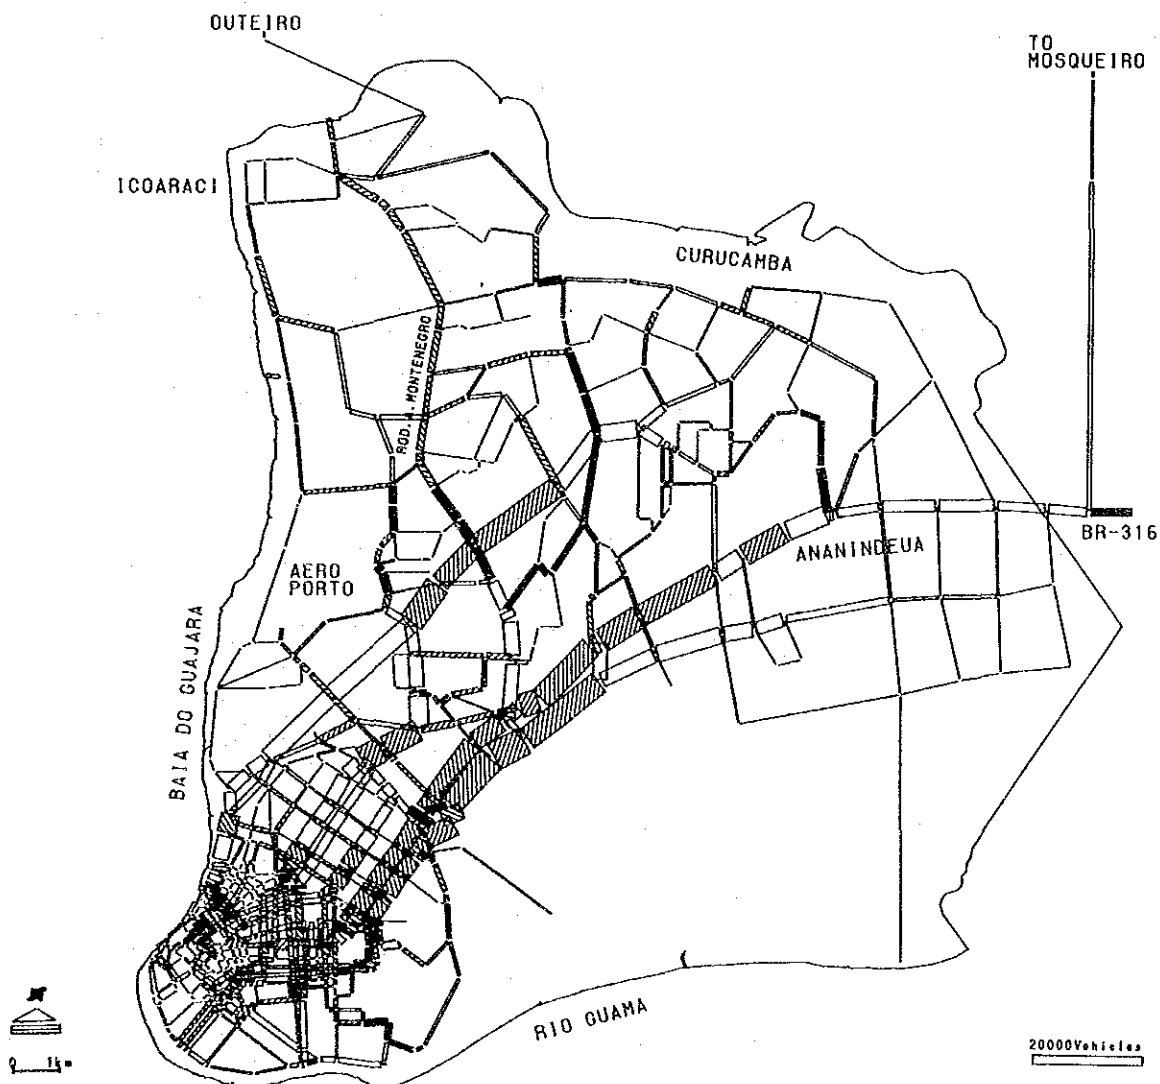 OUTEIRO
TO
MOSQUEIRO
ICOARACI
CURUCAMBA
ROD. A. MONTENEGRO
BR-316
ANANINDEUA
AERO
PORTO
BAIA DO GUAJARA
RIO GUAMA
N
0 1km
20000Vehicles